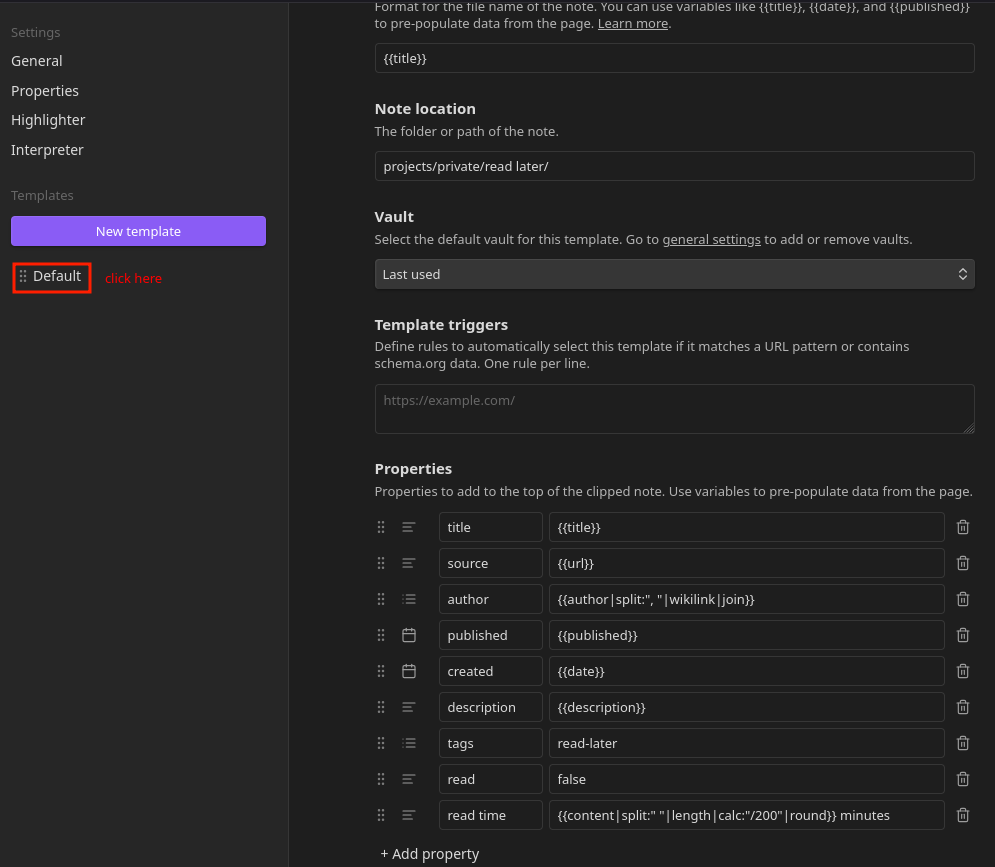 Settings
General
Properties
Highlighter
Interpreter
Templates
New template
Default
click here
Format for the file name of the note. You can use variables like {{title}}, {{date}}, and {{published}}
to pre-populate data from the page. Learn more.
{{title}}
Note location
The folder or path of the note.
projects/private/read later/
Vault
Select the default vault for this template. Go to general settings to add or remove vaults.
Last used
Template triggers
Define rules to automatically select this template if it matches a URL pattern or contains
schema.org data. One rule per line.
https://example.com/
Properties
Properties to add to the top of the clipped note. Use variables to pre-populate data from the page.
title {{title}}
source {{url}}
author {{author|split:", "|wikilink|join}}
published {{published}}
created {{date}}
description {{description}}
tags read-later
read false
read time {{content|split:" "|length|calc:"/200"|round}} minutes
+ Add property